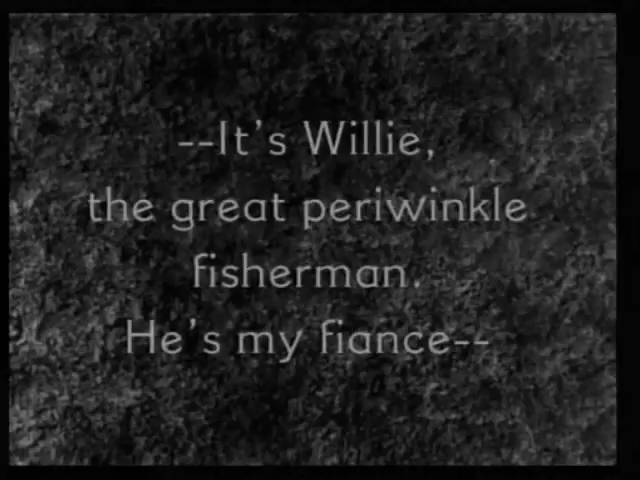 --It's Willie,
the great periwinkle
fisherman.
He's my fiance--